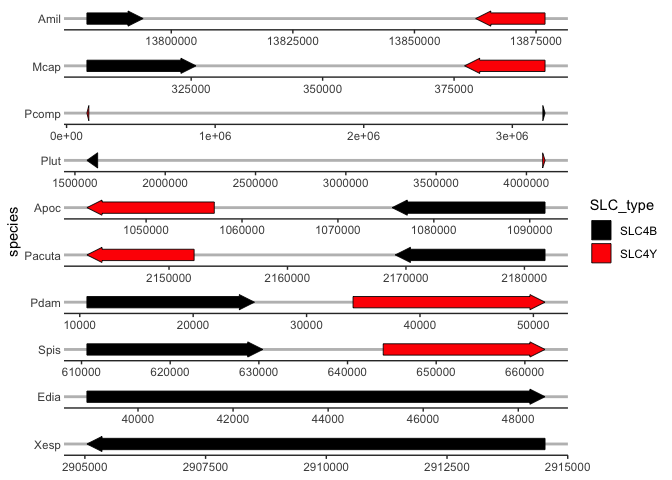 Amil
13800000 13825000 13850000 13875000
Mcap
325000 350000 375000
Pcomp
0e+00 1e+06 2e+06 3e+06
Plut
1500000 2000000 2500000 3000000 3500000 4000000
Apoc
1050000 1060000 1070000 1080000 1090000
Pacuta
2150000 2160000 2170000 2180000
Pdam
10000 20000 30000 40000 50000
Spis
610000 620000 630000 640000 650000 660000
Edia
40000 42000 44000 46000 48000
Xesp
2905000 2907500 2910000 2912500 2915000
species
SLC_type
SLC4B
SLC4Y